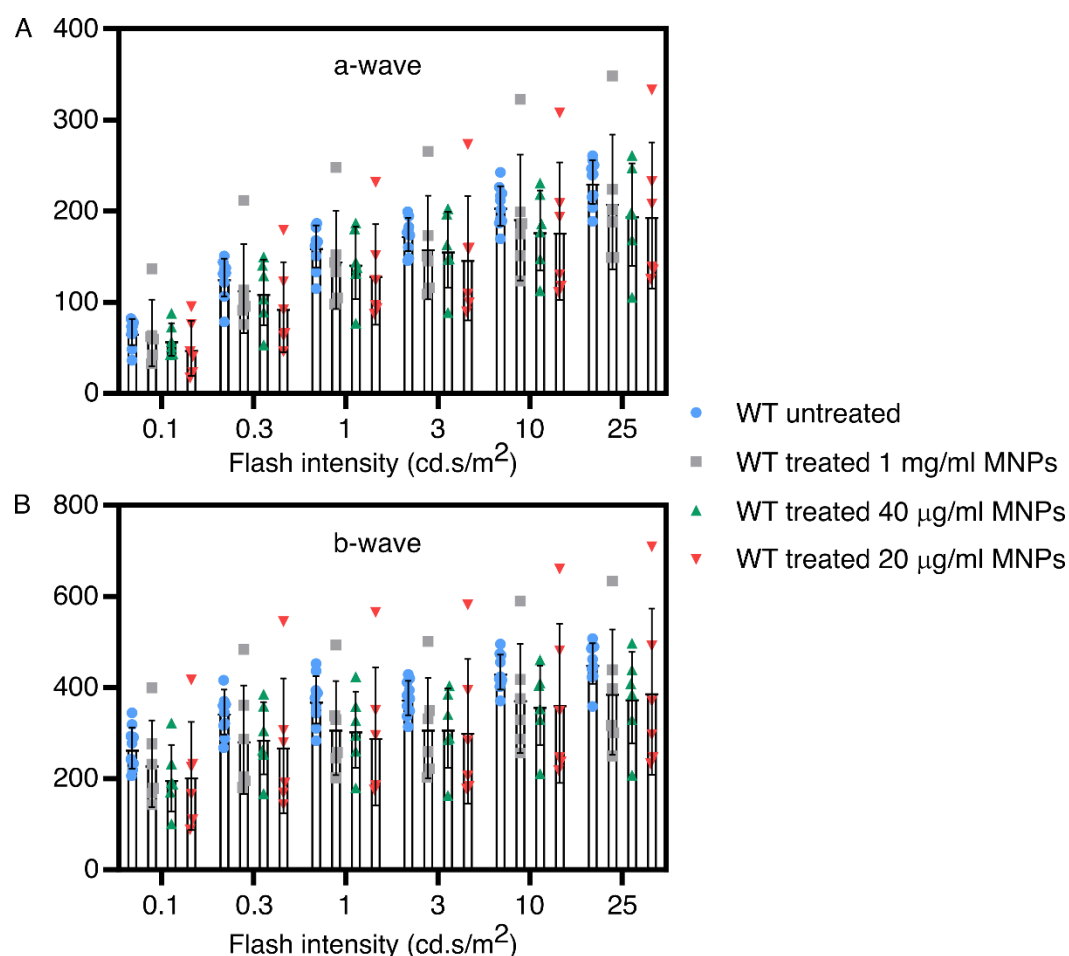 A
400
a-wave
300
200
100
0
0.1 0.3 1 3 10 25
Flash intensity (cd.s/m²)
WT untreated
WT treated 1 mg/ml MNPs
WT treated 40 µg/ml MNPs
WT treated 20 µg/ml MNPs
B
800
b-wave
600
400
200
0
0.1 0.3 1 3 10 25
Flash intensity (cd.s/m²)